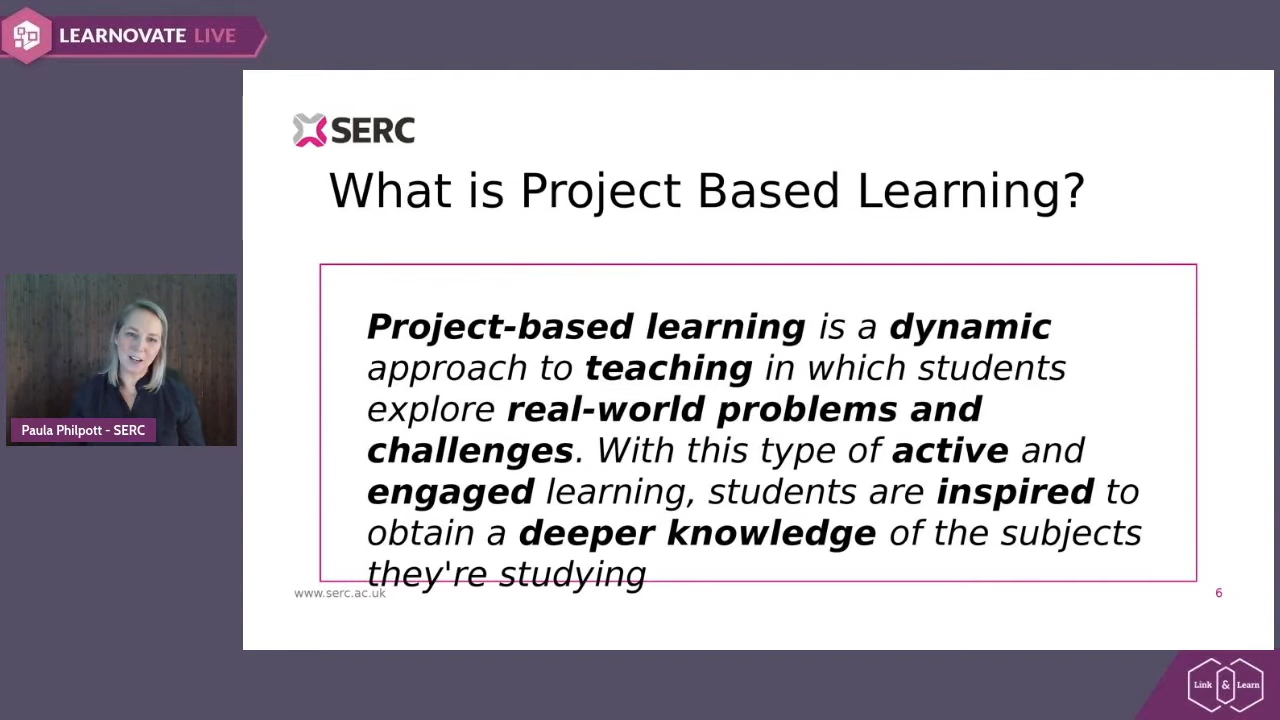 LEARNOVATE LIVE
SERC
What is Project Based Learning?
Project-based learning is a dynamic
approach to teaching in which students
explore real-world problems and
challenges. With this type of active and
engaged learning, students are inspired to
obtain a deeper knowledge of the subjects
they're studying
www.serc.ac.uk
6
Paula Philpott - SERC
Link & Learn